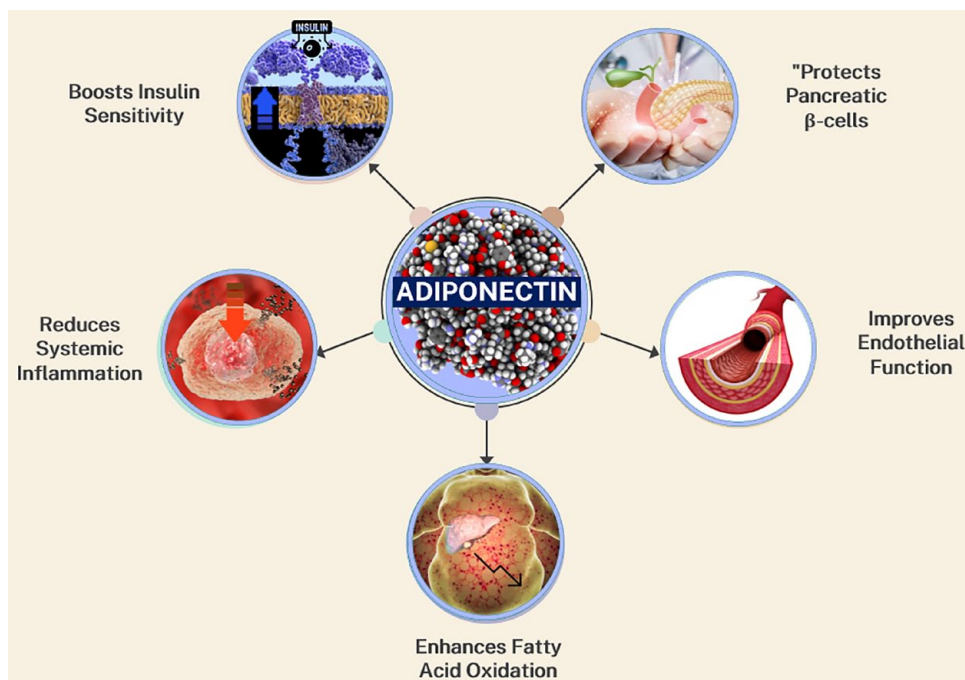 INSULIN
Boosts Insulin
Sensitivity
"Protects
Pancreatic
β-cells
ADIPONECTIN
Reduces
Systemic
Inflammation
Improves
Endothelial
Function
Enhances Fatty
Acid Oxidation